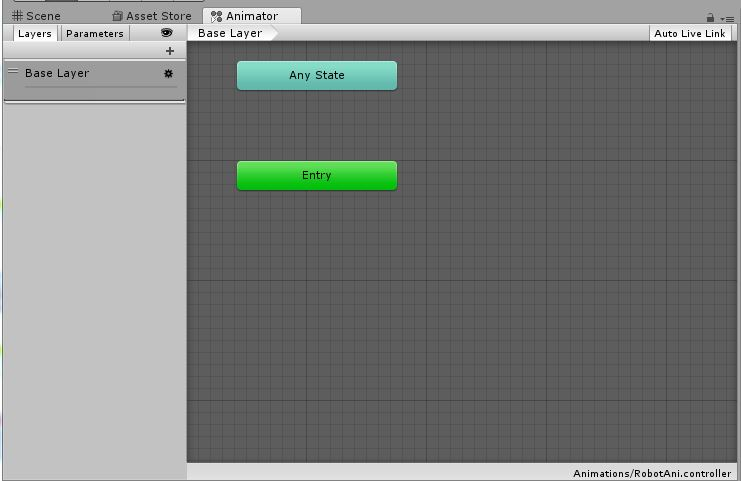 Scene Asset Store Animator
Layers Parameters Base Layer Auto Live Link
Base Layer
Any State
Entry
Animations/RobotAni.controller